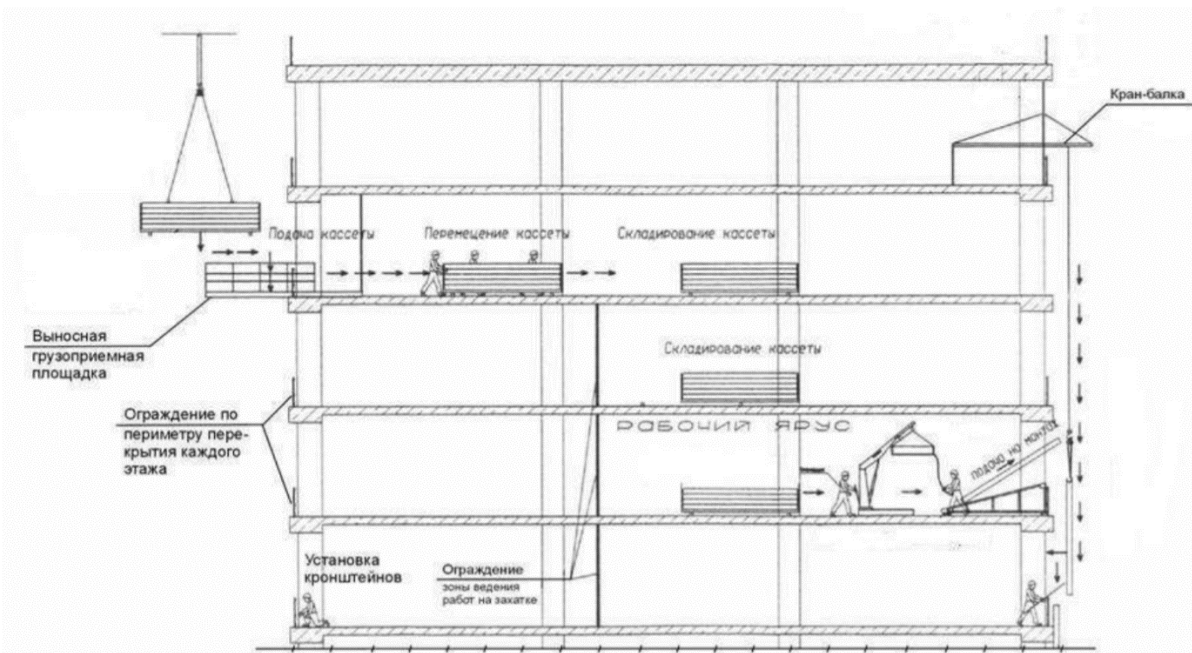 Кран-балка
Подача кассеты
Перемещение кассеты
Складирование кассеты
Выносная
грузоприемная
площадка
Складирование кассеты
Ограждение по
периметру пере-
крытия каждого
этажа
РАБОЧИЙ ЯРУС
подача на монтаж
Установка
кронштейнов
Ограждение
зоны ведения
работ на захатке